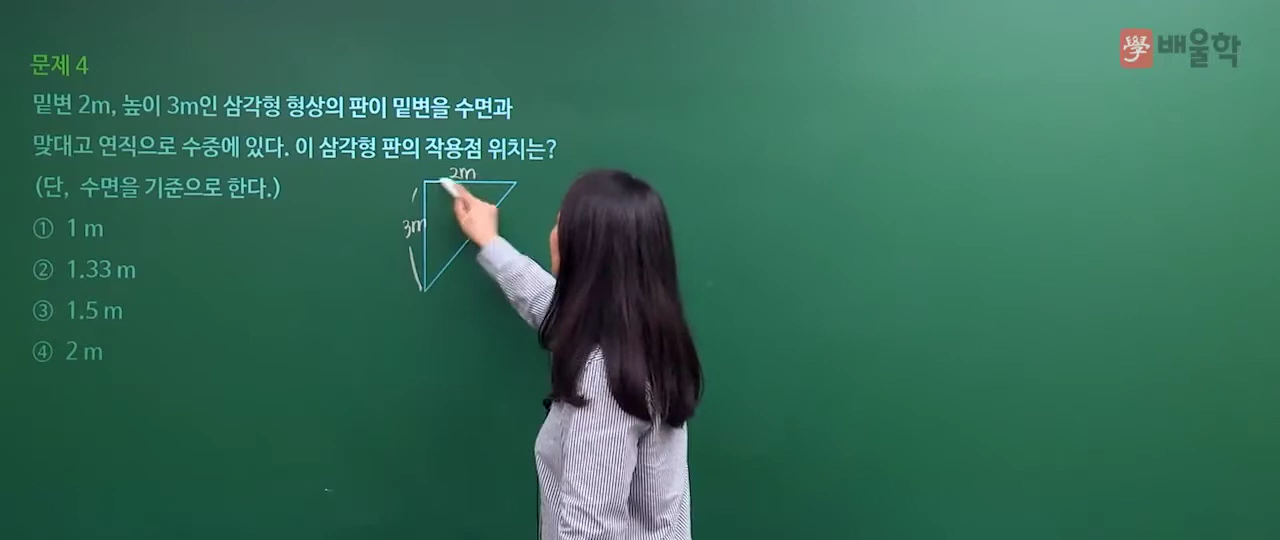 學 배울학
문제 4
밑변 2m, 높이 3m인 삼각형 형상의 판이 밑변을 수면과
맞대고 연직으로 수중에 있다. 이 삼각형 판의 작용점 위치는?
(단, 수면을 기준으로 한다.)
① 1 m
② 1.33 m
③ 1.5 m
④ 2 m
2m
3m